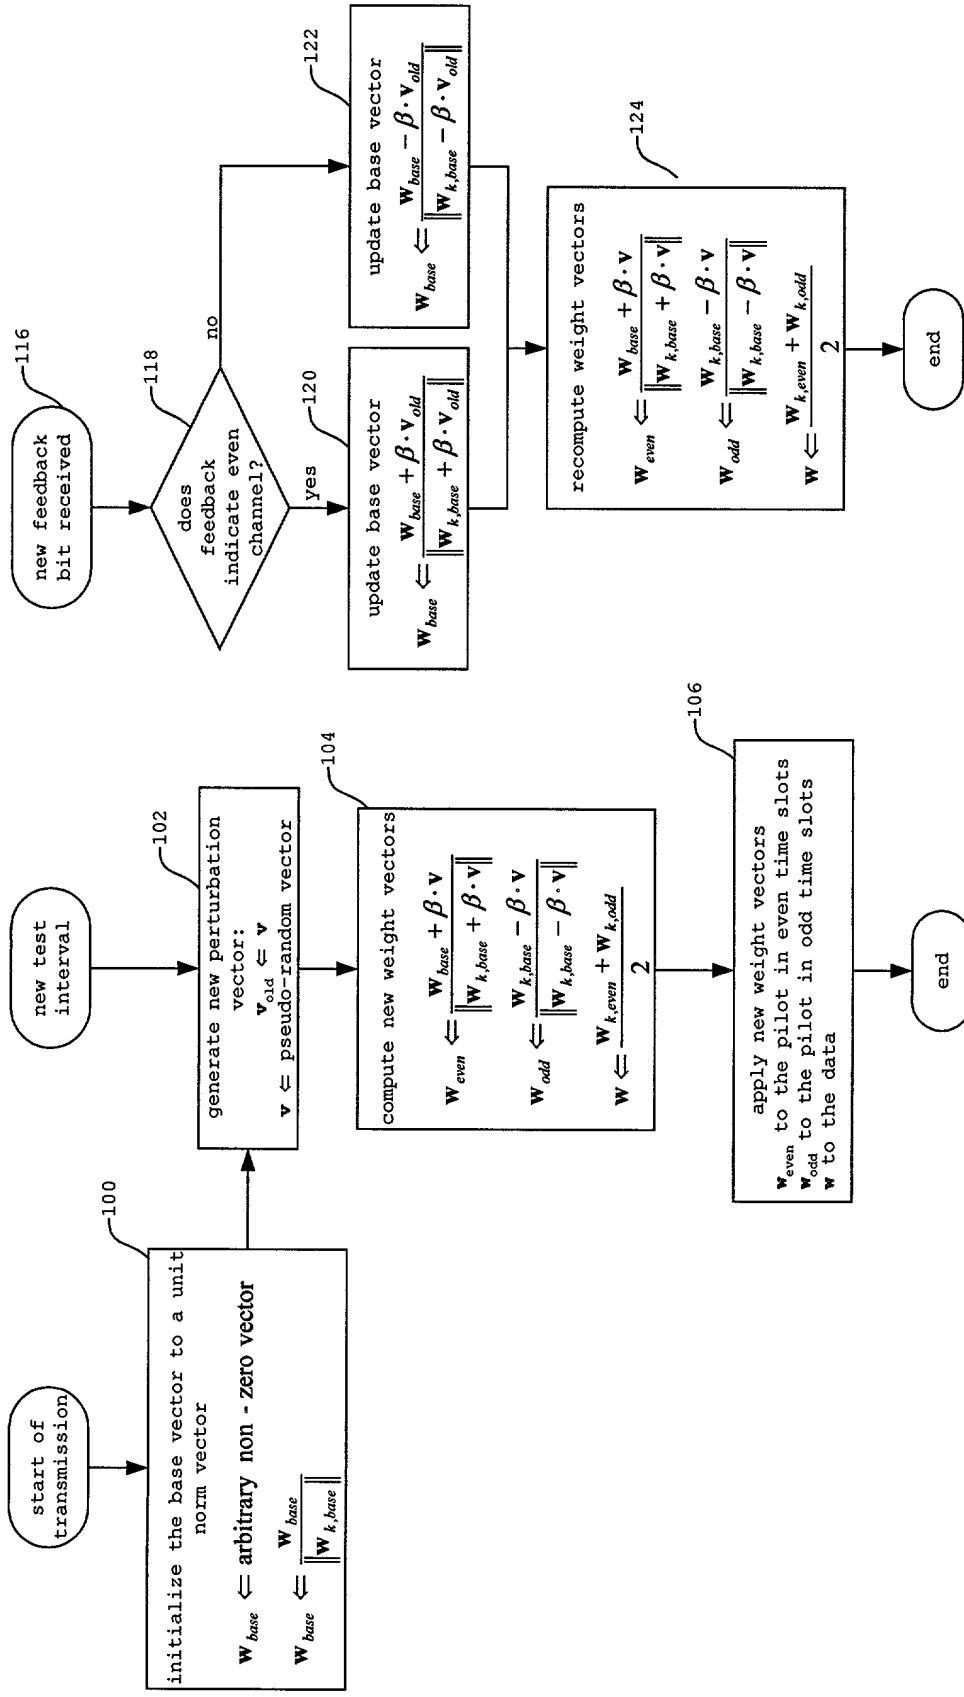 start of
transmission
100
initialize the base vector to a unit
norm vector
w_base ⇐ arbitrary non - zero vector
w_base ⇐ w_base / ‖w_k,base‖
new test
interval
102
generate new perturbation
vector:
v_old ⇐ v
v ⇐ pseudo-random vector
104
compute new weight vectors
w_even ⇐ (w_base + β · v) / ‖w_k,base + β · v‖
w_odd ⇐ (w_k,base − β · v) / ‖w_k,base − β · v‖
w ⇐ (w_k,even + w_k,odd) / 2
106
apply new weight vectors
w_even to the pilot in even time slots
w_odd to the pilot in odd time slots
w to the data
end
new feedback
bit received
116
does
feedback
indicate even
channel?
118
yes
no
120
update base vector
w_base ⇐ (w_base + β · v_old) / ‖w_k,base + β · v_old‖
122
update base vector
w_base ⇐ (w_base − β · v_old) / ‖w_k,base − β · v_old‖
124
recompute weight vectors
w_even ⇐ (w_base + β · v) / ‖w_k,base + β · v‖
w_odd ⇐ (w_k,base − β · v) / ‖w_k,base − β · v‖
w ⇐ (w_k,even + w_k,odd) / 2
end